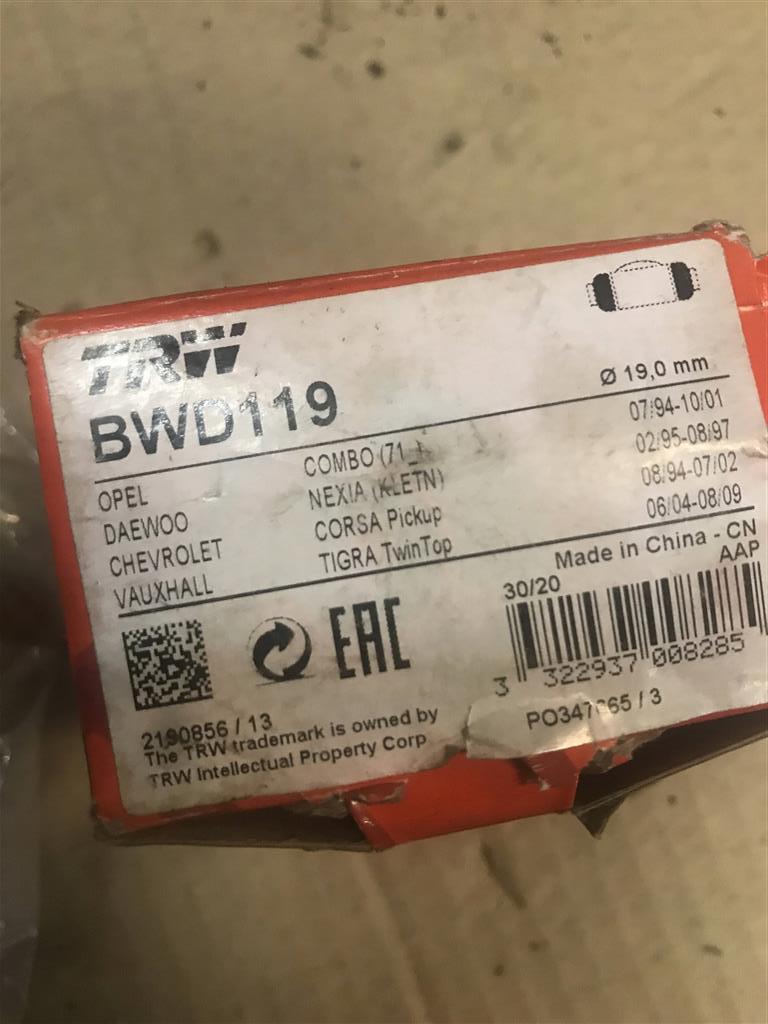 TRW
BWD119
Ø 19,0 mm
OPEL COMBO (71_) 07/94-10/01
DAEWOO NEXIA (KLETN) 02/95-08/97
CHEVROLET CORSA Pickup 08/94-07/02
VAUXHALL TIGRA TwinTop 06/04-08/09
Made in China - CN
30/20 AAP
EAC
3 322937 008285
2190856 / 13
The TRW trademark is owned by
TRW Intellectual Property Corp
/ 3